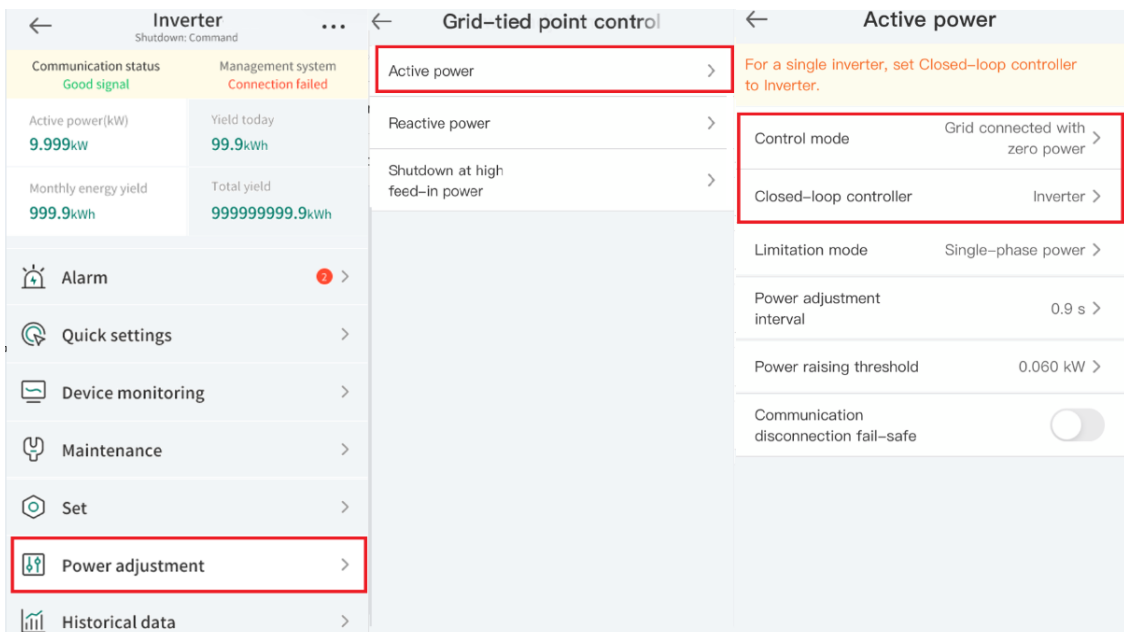 Inverter
Shutdown: Command
Communication status
Good signal
Management system
Connection failed
Active power(kW)
9.999kW
Yield today
99.9kWh
Monthly energy yield
999.9kWh
Total yield
999999999.9kWh
Alarm
2
Quick settings
Device monitoring
Maintenance
Set
Power adjustment
Historical data
Grid-tied point control
Active power
Reactive power
Shutdown at high
feed-in power
Active power
For a single inverter, set Closed-loop controller
to Inverter.
Control mode
Grid connected with
zero power
Closed-loop controller
Inverter
Limitation mode
Single-phase power
Power adjustment
interval
0.9 s
Power raising threshold
0.060 kW
Communication
disconnection fail-safe